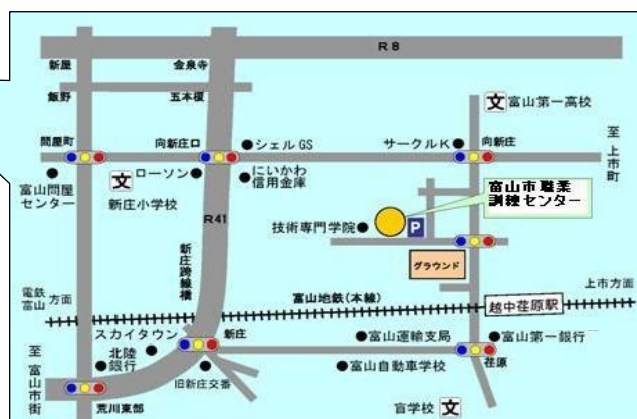 R 8
新屋
金泉寺
飯野
五本榎
文 富山第一高校
問屋町
向新庄口
シェル GS
サークルK
向新庄
至 上市町
富山問屋
センター
文
新庄小学校
ローソン
にいかわ
信用金庫
富山市 職業
訓練センター
R41
技術専門学院
P
新庄跨線橋
グラウンド
電鉄
富山 方面
富山地鉄(本線)
上市方面
越中荏原駅
スカイタウン
新庄
北陸
銀行
富山運輸支局
富山第一銀行
荏原
至 富山市街
旧新庄交番
富山自動車学校
荒川東部
盲学校 文